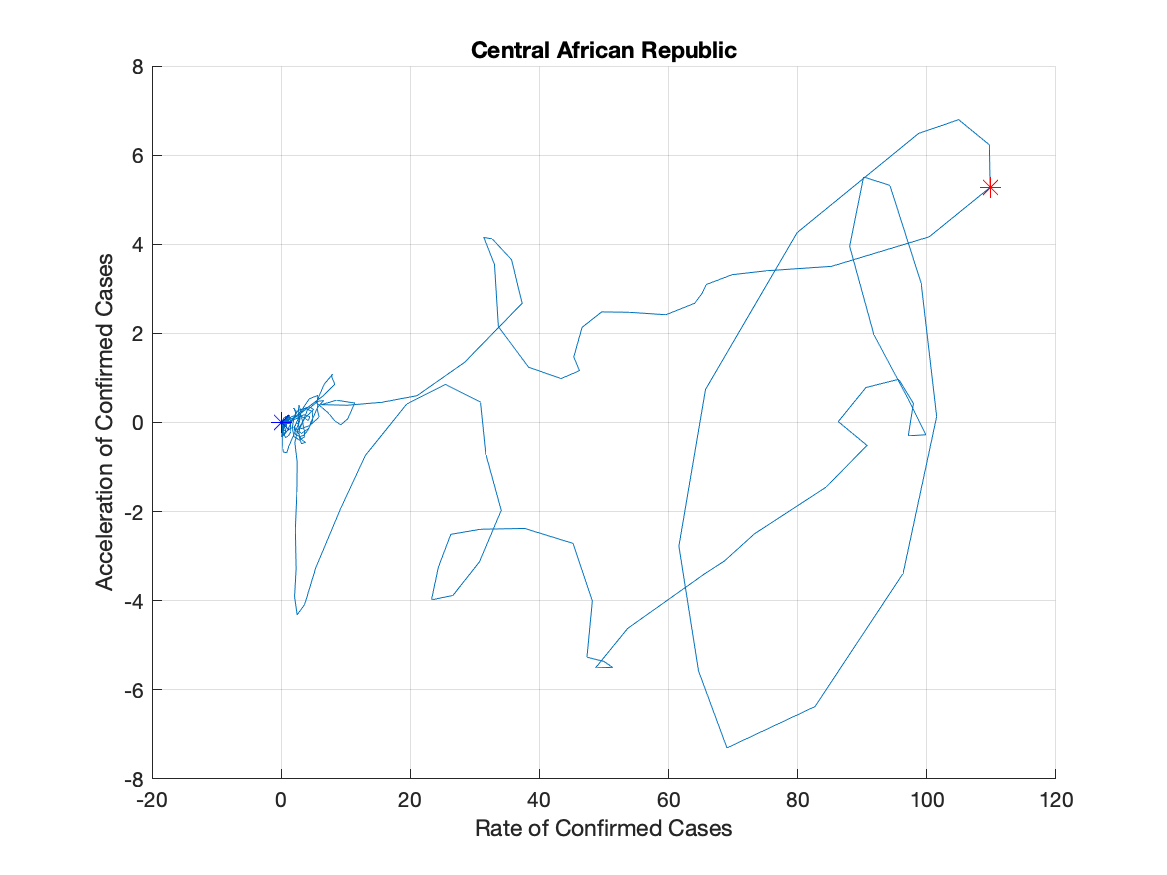 Central African Republic
8
6
4
2
0
-2
-4
-6
-8
Acceleration of Confirmed Cases
-20 0 20 40 60 80 100 120
Rate of Confirmed Cases